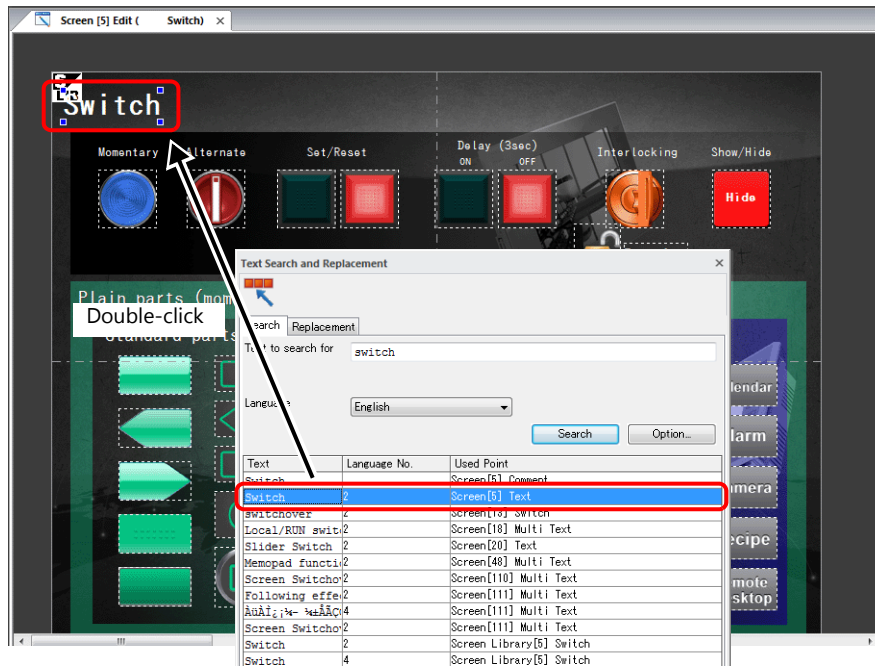 Screen [5] Edit ( Switch) ×
Switch
Momentary Alternate Set/Reset Delay (3sec) Interlocking Show/Hide
ON OFF
Hide
Text Search and Replacement ×
Plain parts (mom
Double-click
Standard parts
Search Replacement
Text to search for switch
Language English
Search Option...
lendar
larm
mera
ecipe
mote
sktop
Text Language No. Used Point
Switch Screen[5] Comment
Switch 2 Screen[5] Text
Switchover 2 Screen[13] Switch
Local/RUN swit 2 Screen[18] Multi Text
Slider Switch 2 Screen[20] Text
Memopad functi 2 Screen[48] Multi Text
Screen Switcho 2 Screen[110] Multi Text
Following effe 2 Screen[111] Multi Text
4 Screen[111] Multi Text
Screen Switcho 2 Screen[111] Multi Text
Switch 2 Screen Library[5] Switch
Switch 4 Screen Library[5] Switch